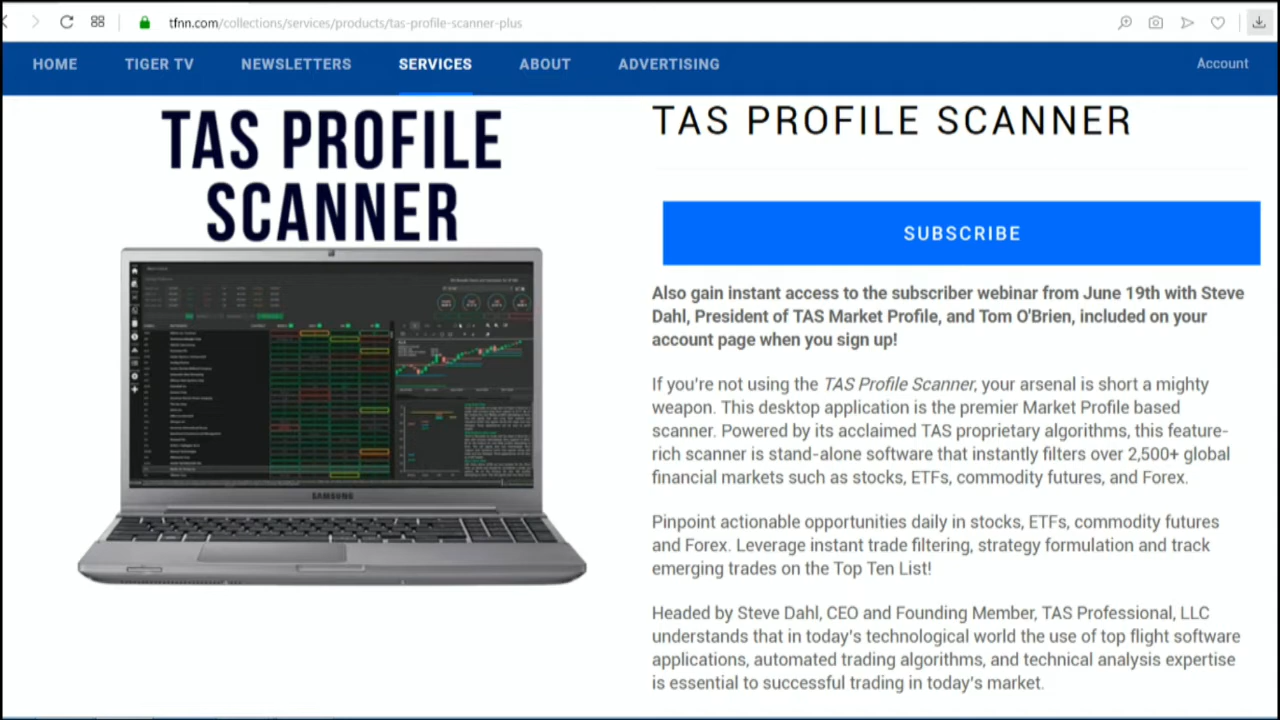 tfnn.com/collections/services/products/tas-profile-scanner-plus
HOME TIGER TV NEWSLETTERS SERVICES ABOUT ADVERTISING Account
TAS PROFILE
SCANNER
SAMSUNG
TAS PROFILE SCANNER
SUBSCRIBE
Also gain instant access to the subscriber webinar from June 19th with Steve
Dahl, President of TAS Market Profile, and Tom O'Brien, included on your
account page when you sign up!
If you're not using the TAS Profile Scanner, your arsenal is short a mighty
weapon. This desktop application is the premier Market Profile based
scanner. Powered by its acclaimed TAS proprietary algorithms, this feature-
rich scanner is stand-alone software that instantly filters over 2,500+ global
financial markets such as stocks, ETFs, commodity futures, and Forex.
Pinpoint actionable opportunities daily in stocks, ETFs, commodity futures
and Forex. Leverage instant trade filtering, strategy formulation and track
emerging trades on the Top Ten List!
Headed by Steve Dahl, CEO and Founding Member, TAS Professional, LLC
understands that in today's technological world the use of top flight software
applications, automated trading algorithms, and technical analysis expertise
is essential to successful trading in today's market.